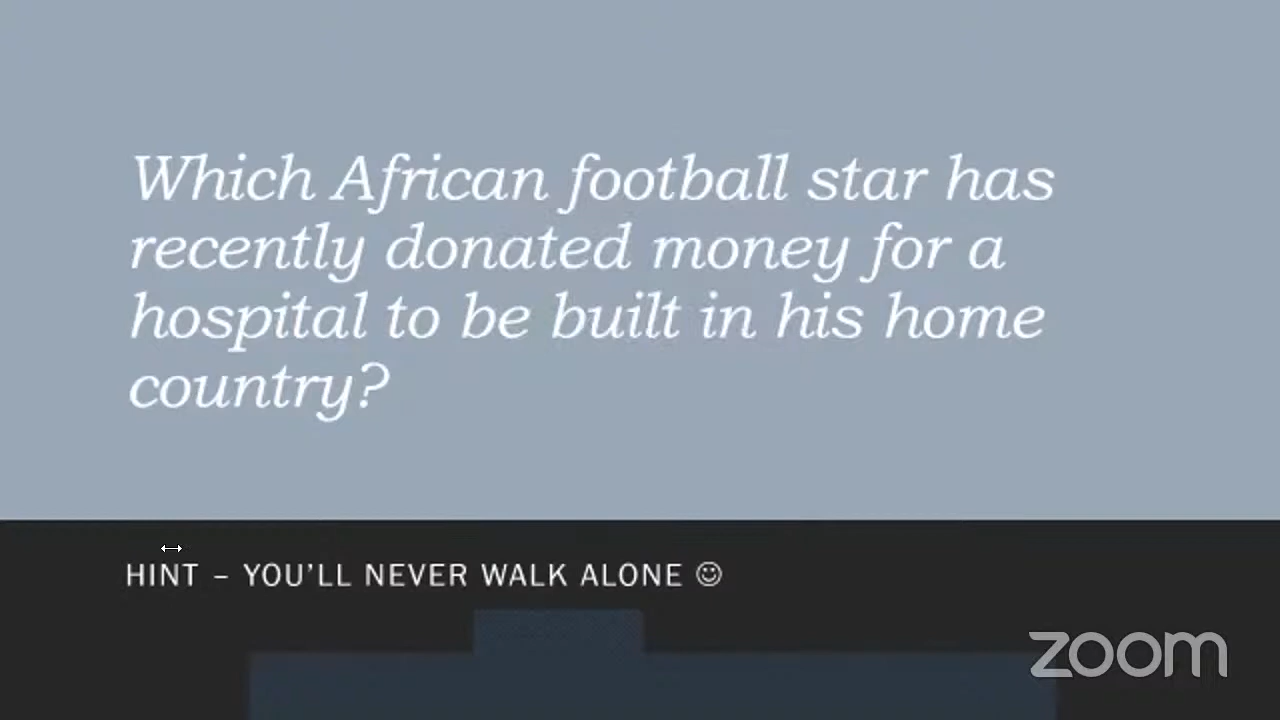 Which African football star has
recently donated money for a
hospital to be built in his home
country?
HINT – YOU'LL NEVER WALK ALONE ☺
zoom